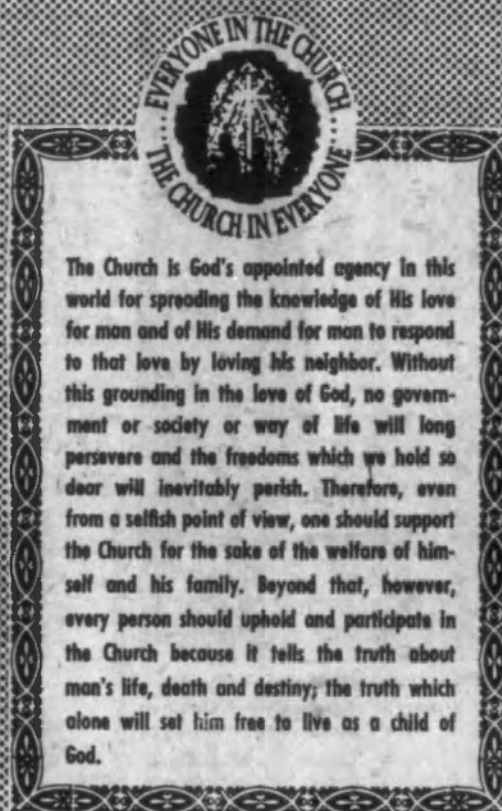 EVERYONE IN THE CHURCH
THE CHURCH IN EVERYONE
The Church is God's appointed agency in this
world for spreading the knowledge of His love
for man and of His demand for man to respond
to that love by loving his neighbor. Without
this grounding in the love of God, no govern-
ment or society or way of life will long
persevere and the freedoms which we hold so
dear will inevitably perish. Therefore, even
from a selfish point of view, one should support
the Church for the sake of the welfare of him-
self and his family. Beyond that, however,
every person should uphold and participate in
the Church because it tells the truth about
man's life, death and destiny; the truth which
alone will set him free to live as a child of
God.